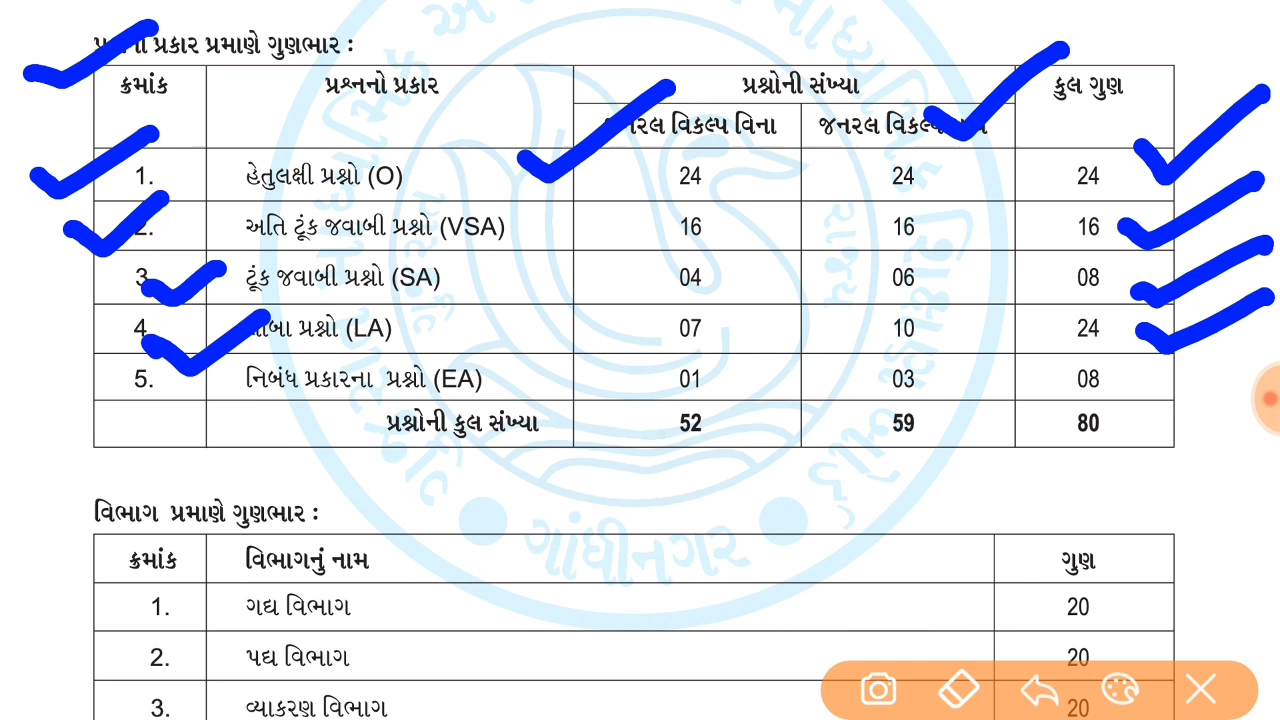 પ્રકાર પ્રમાણે ગુણભાર :
ક્રમાંક પ્રશ્નનો પ્રકાર પ્રશ્નોની સંખ્યા કુલ ગુણ
વિકલ્પ વિના જનરલ
1. હેતુલક્ષી પ્રશ્નો (O) 24 24 24
2. અતિ ટૂંક જવાબી પ્રશ્નો (VSA) 16 16 16
3. ટૂંક જવાબી પ્રશ્નો (SA) 04 06 08
4. પ્રશ્નો (LA) 07 10 24
5. નિબંધ પ્રકારના પ્રશ્નો (EA) 01 03 08
પ્રશ્નોની કુલ સંખ્યા 52 59 80
વિભાગ પ્રમાણે ગુણભાર :
ક્રમાંક વિભાગનું નામ ગુણ
1. ગદ્ય વિભાગ 20
2. પદ્ય વિભાગ 20
3. વ્યાકરણ વિભાગ 20
ગાંધીનગર